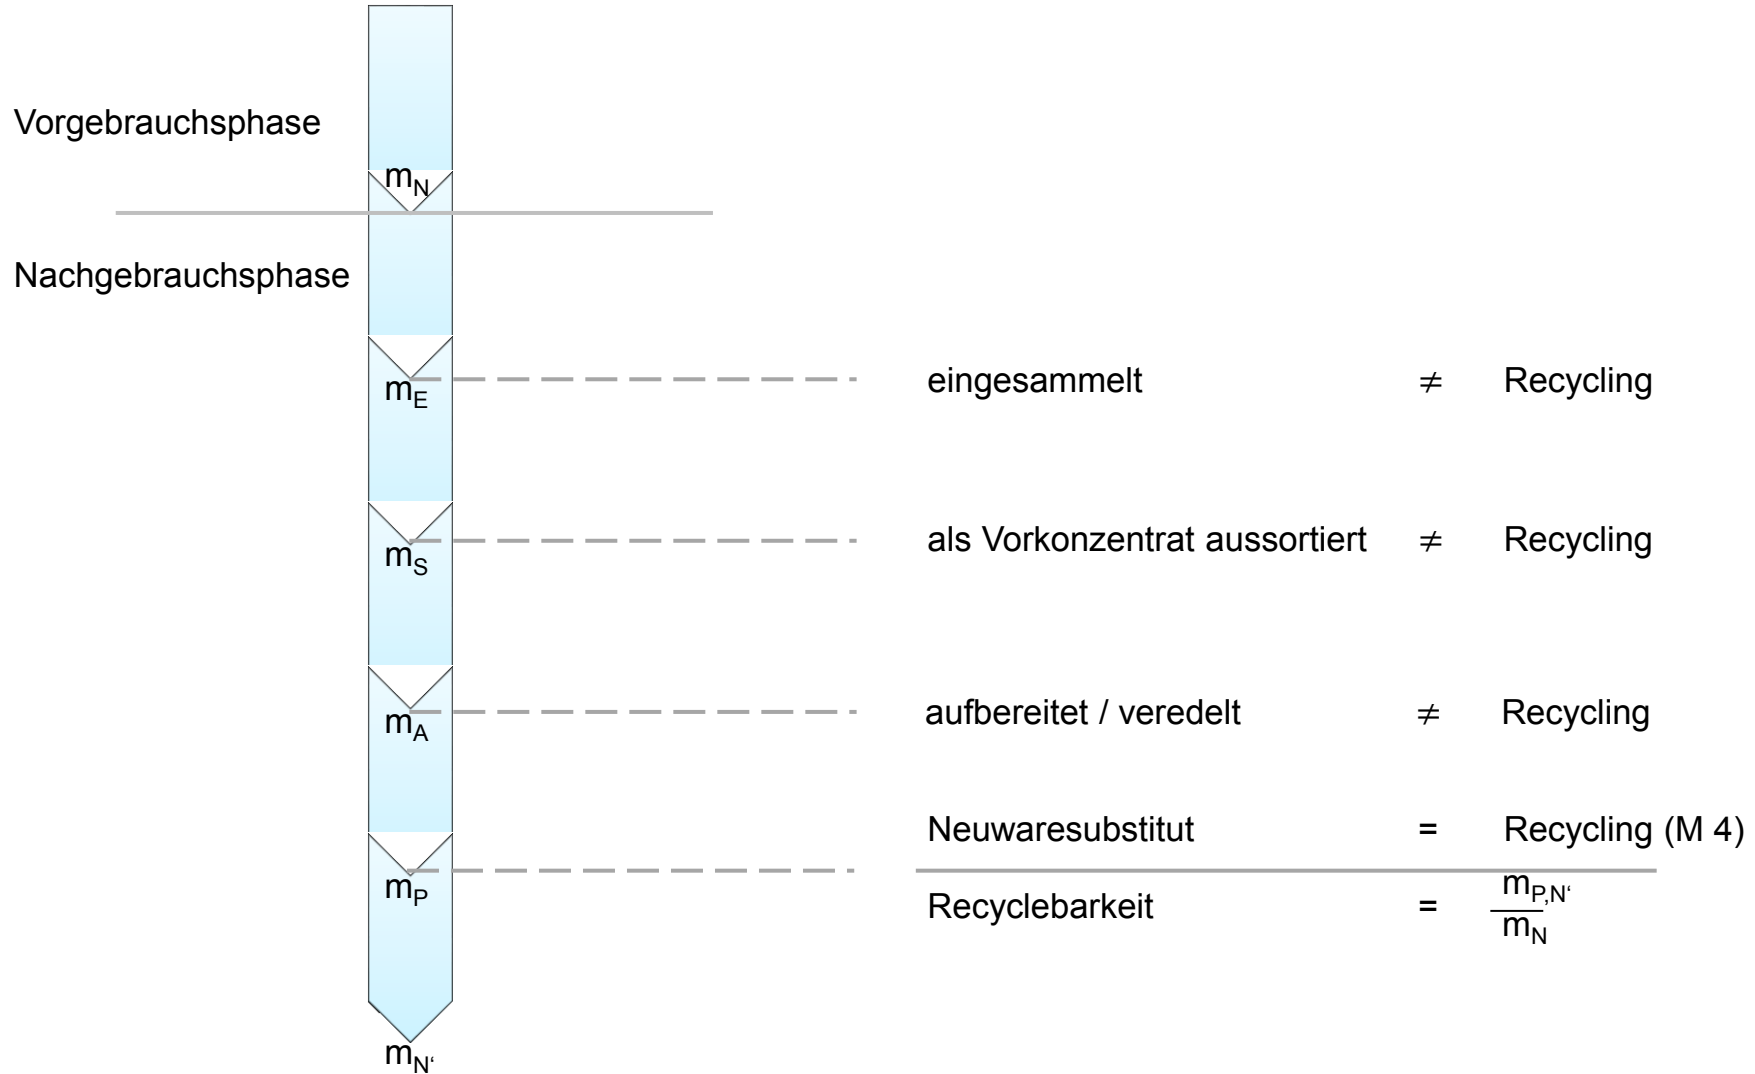 Vorgebrauchsphase
m_N
Nachgebrauchsphase
m_E eingesammelt ≠ Recycling
m_S als Vorkonzentrat aussortiert ≠ Recycling
m_A aufbereitet / veredelt ≠ Recycling
Neuwaresubstitut = Recycling (M 4)
m_P
Recyclebarkeit = m_P,N‘ / m_N
m_N‘